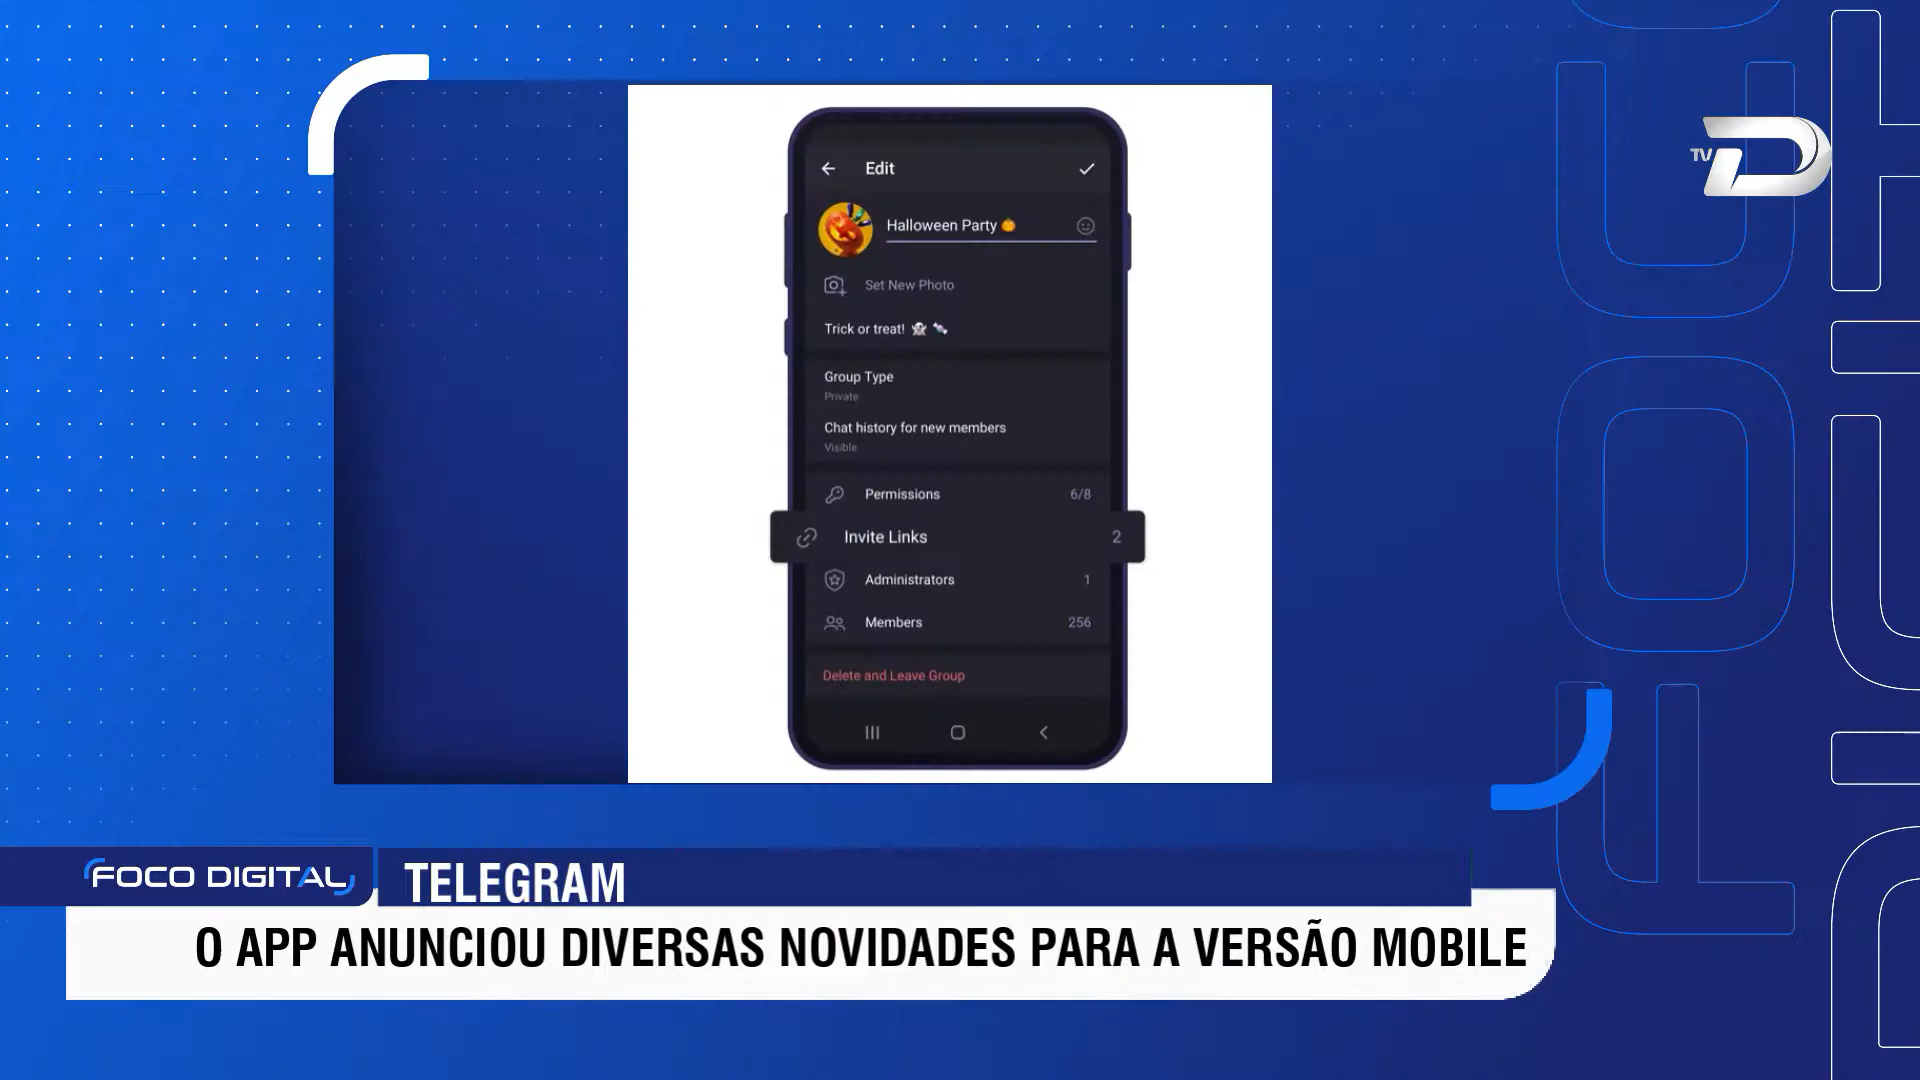 TV D
Edit
Halloween Party 🎃
Set New Photo
Trick or treat! 👻 🍬
Group Type
Private
Chat history for new members
Visible
Permissions 6/8
Invite Links 2
Administrators 1
Members 256
Delete and Leave Group
FOCO DIGITAL
TELEGRAM
O APP ANUNCIOU DIVERSAS NOVIDADES PARA A VERSÃO MOBILE